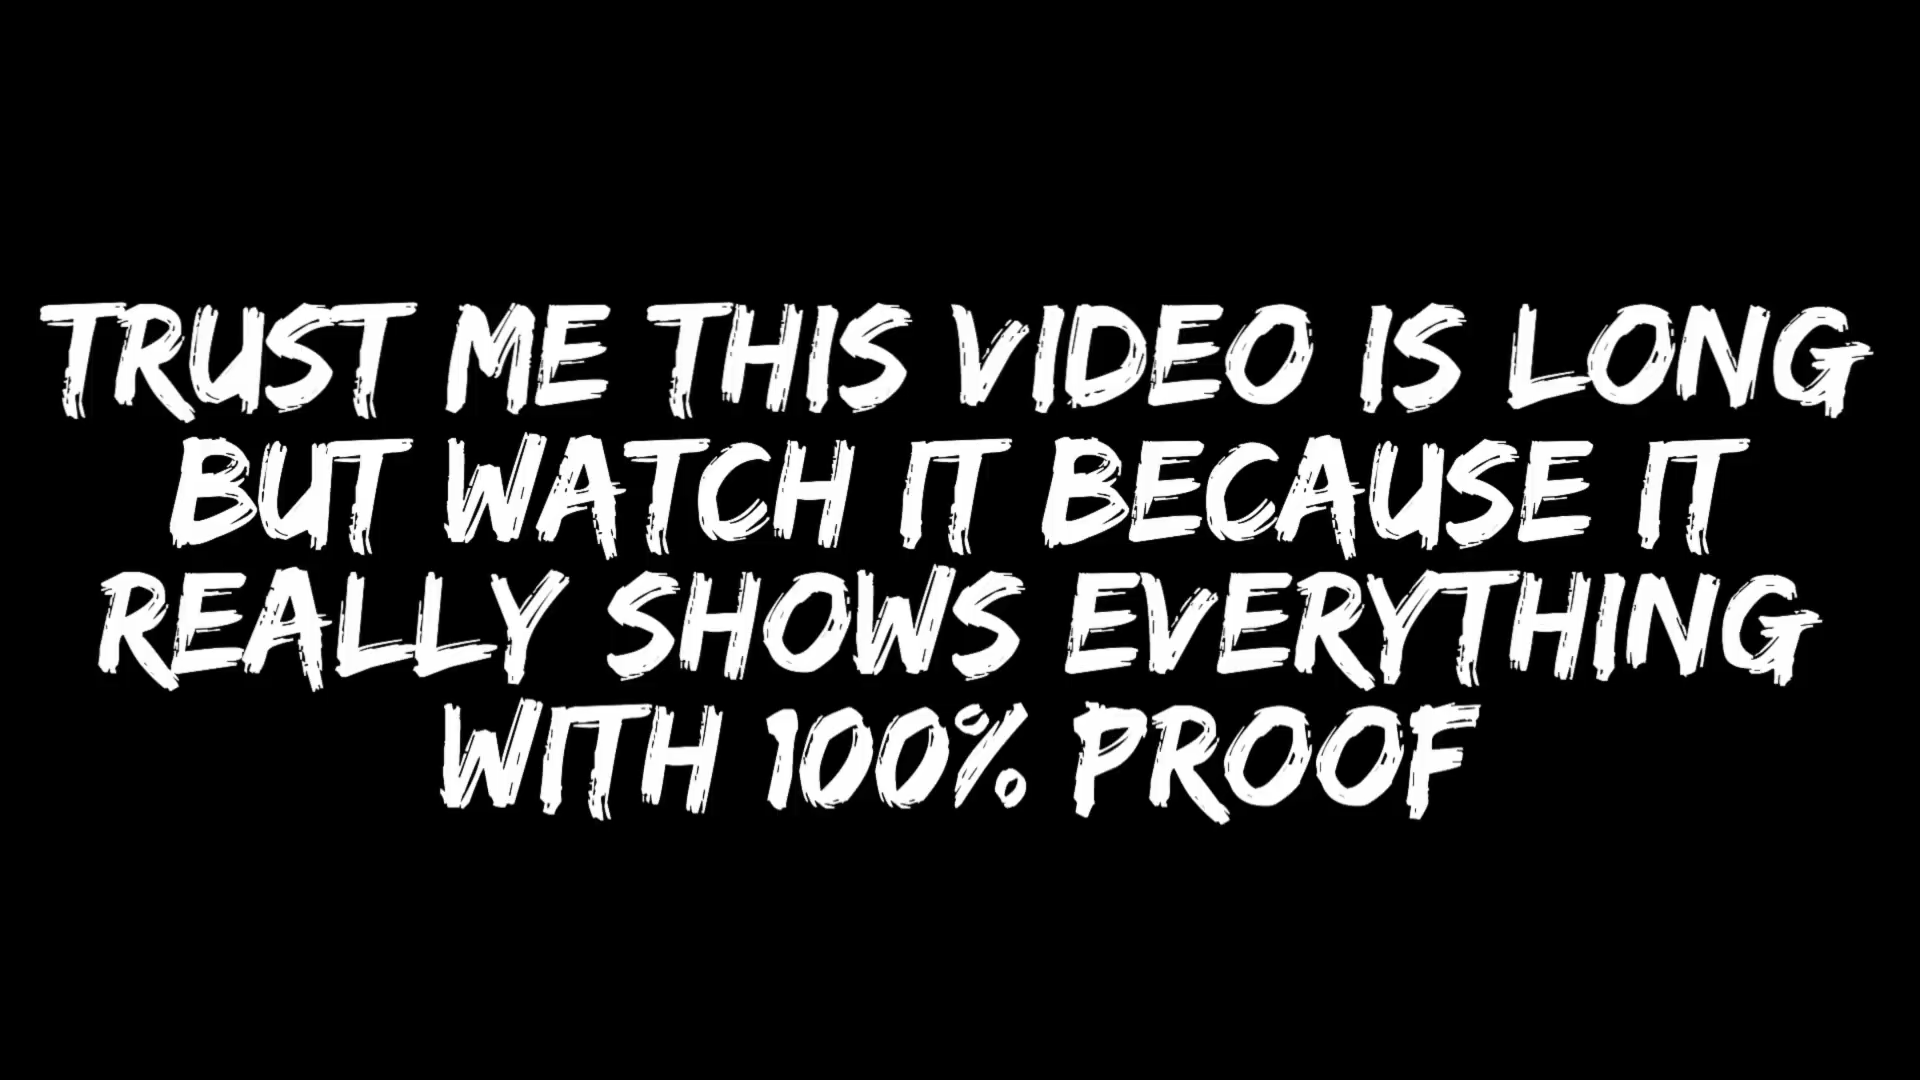 TRUST ME THIS VIDEO IS LONG
BUT WATCH IT BECAUSE IT
REALLY SHOWS EVERYTHING
WITH 100% PROOF